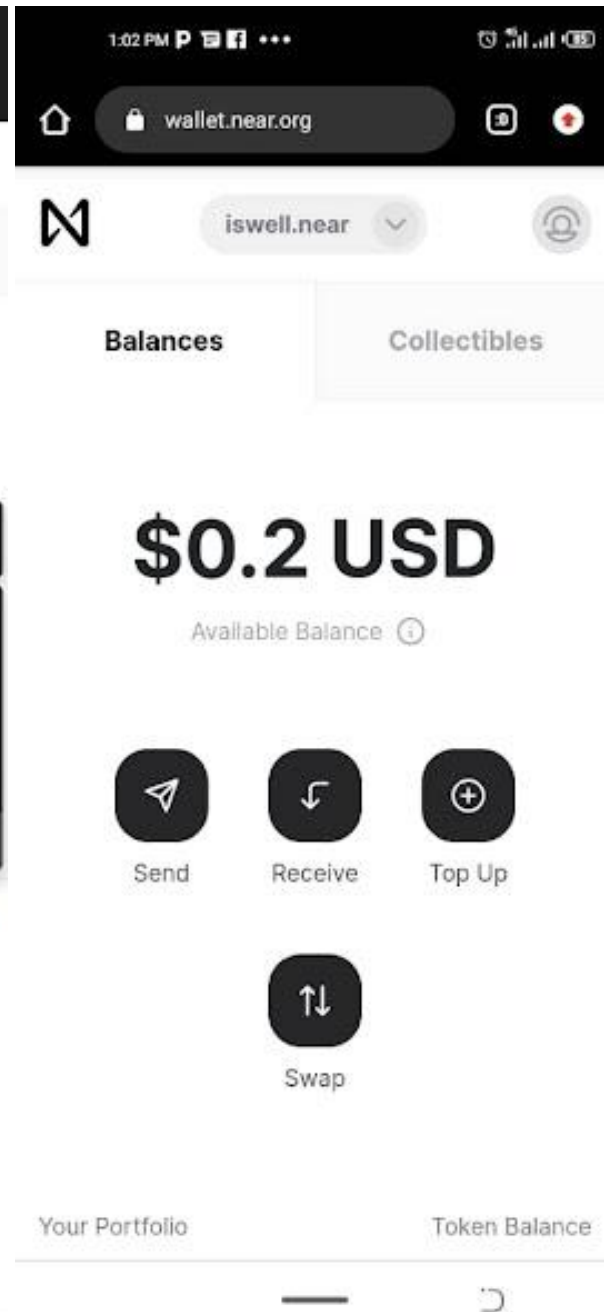 1:02 PM P
wallet.near.org :D
iswell.near
Balances Collectibles
$0.2 USD
Available Balance
Send Receive Top Up
Swap
Your Portfolio Token Balance